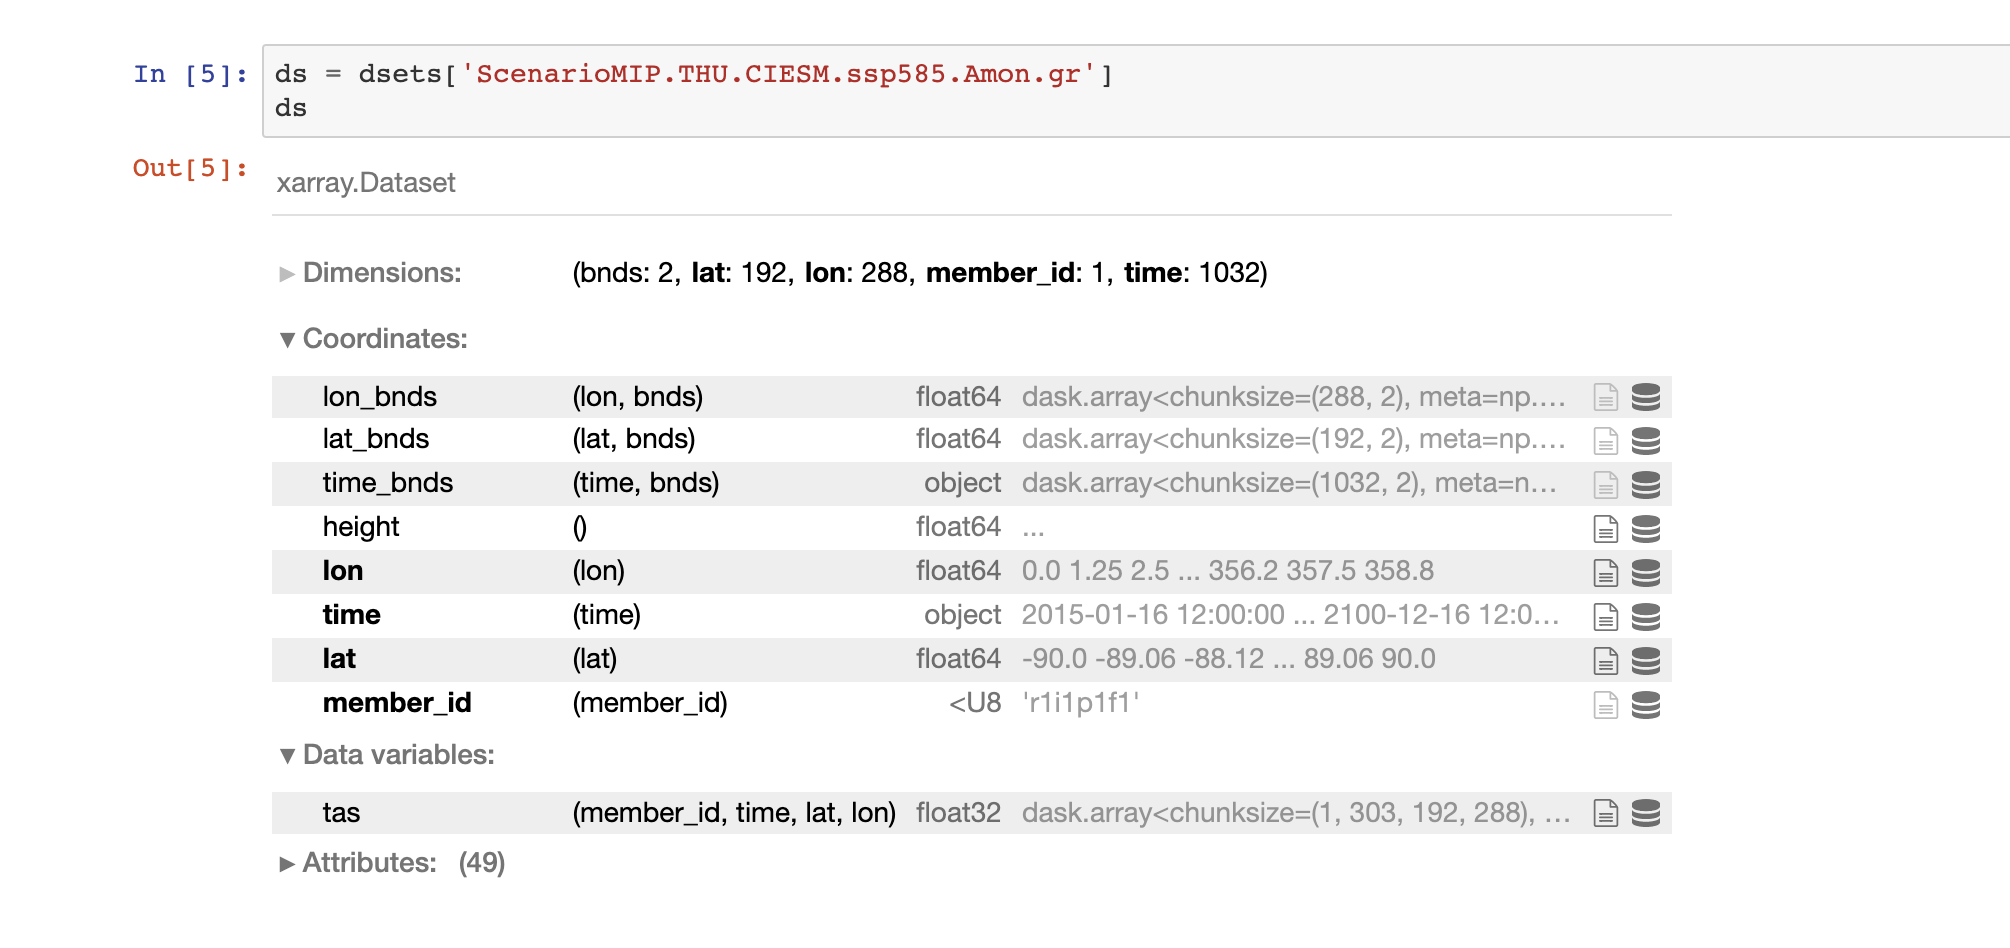 In [5]: ds = dsets['ScenarioMIP.THU.CIESM.ssp585.Amon.gr']
ds
Out[5]:
xarray.Dataset
▶ Dimensions: (bnds: 2, lat: 192, lon: 288, member_id: 1, time: 1032)
▼ Coordinates:
lon_bnds (lon, bnds) float64 dask.array<chunksize=(288, 2), meta=np....
lat_bnds (lat, bnds) float64 dask.array<chunksize=(192, 2), meta=np....
time_bnds (time, bnds) object dask.array<chunksize=(1032, 2), meta=n...
height () float64 ...
lon (lon) float64 0.0 1.25 2.5 ... 356.2 357.5 358.8
time (time) object 2015-01-16 12:00:00 ... 2100-12-16 12:0...
lat (lat) float64 -90.0 -89.06 -88.12 ... 89.06 90.0
member_id (member_id) <U8 'r1i1p1f1'
▼ Data variables:
tas (member_id, time, lat, lon) float32 dask.array<chunksize=(1, 303, 192, 288), ...
▶ Attributes: (49)